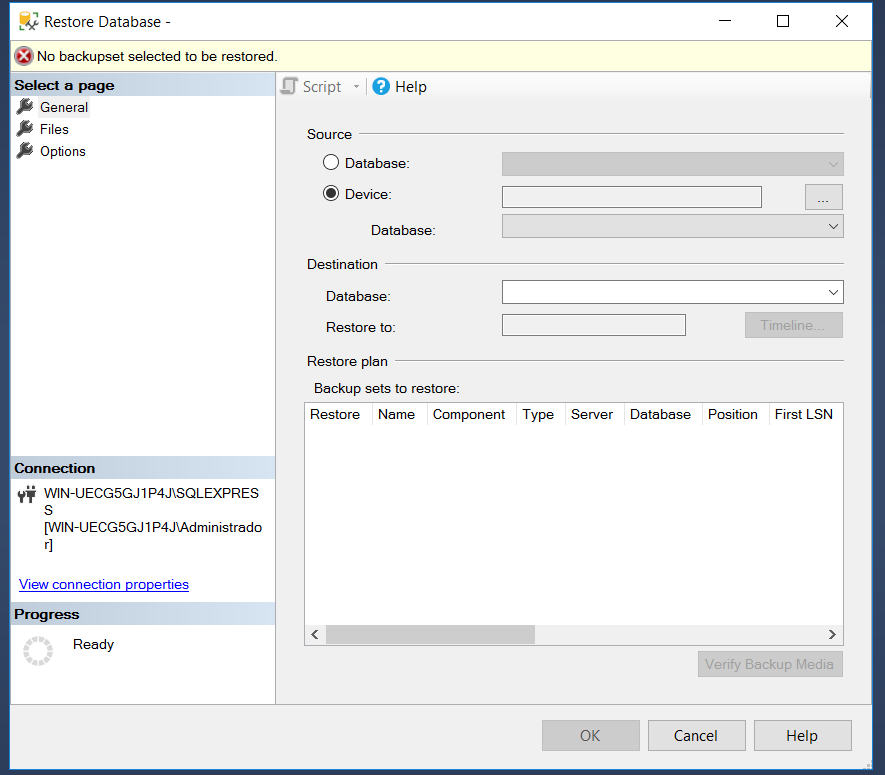 Restore Database -
No backupset selected to be restored.
Select a page
General
Files
Options
Script
Help
Source
Database:
Device:
...
Database:
Destination
Database:
Restore to:
Timeline...
Restore plan
Backup sets to restore:
Restore Name Component Type Server Database Position First LSN
Verify Backup Media
Connection
WIN-UECG5GJ1P4J\SQLEXPRES
S
[WIN-UECG5GJ1P4J\Administrado
r]
View connection properties
Progress
Ready
OK Cancel Help